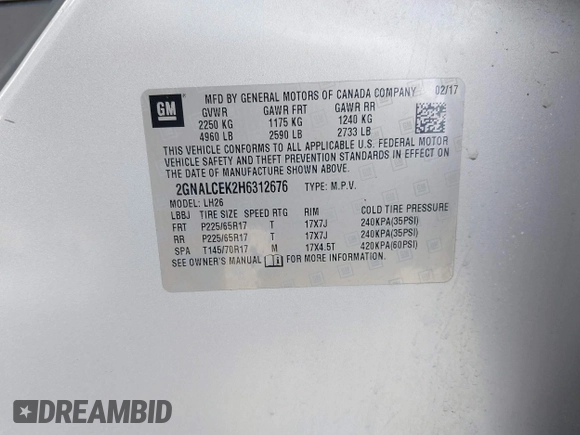 GM
MFD BY GENERAL MOTORS OF CANADA COMPANY 02/17
GVWR GAWR FRT GAWR RR
2250 KG 1175 KG 1240 KG
4960 LB 2590 LB 2733 LB
THIS VEHICLE CONFORMS TO ALL APPLICABLE U.S. FEDERAL MOTOR
VEHICLE SAFETY AND THEFT PREVENTION STANDARDS IN EFFECT ON
THE DATE OF MANUFACTURE SHOWN ABOVE.
2GNALCEK2H6312676 TYPE: M.P.V.
MODEL: LH26
LBBJ TIRE SIZE SPEED RTG RIM COLD TIRE PRESSURE
FRT P225/65R17 T 17X7J 240KPA(35PSI)
RR P225/65R17 T 17X7J 240KPA(35PSI)
SPA T145/70R17 M 17X4.5T 420KPA(60PSI)
SEE OWNER'S MANUAL FOR MORE INFORMATION.
DREAMBID